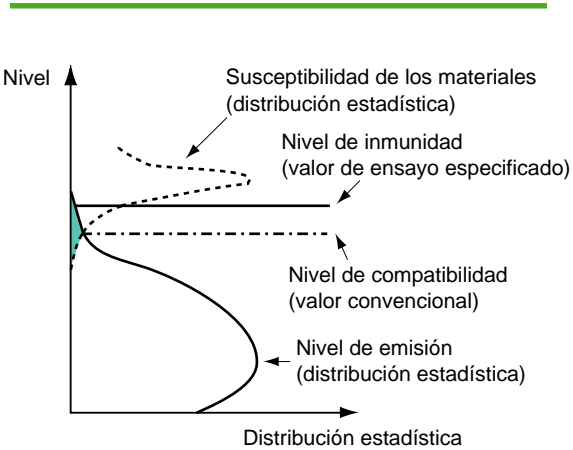 Nivel
Susceptibilidad de los materiales
(distribución estadística)
Nivel de inmunidad
(valor de ensayo especificado)
Nivel de compatibilidad
(valor convencional)
Nivel de emisión
(distribución estadística)
Distribución estadística